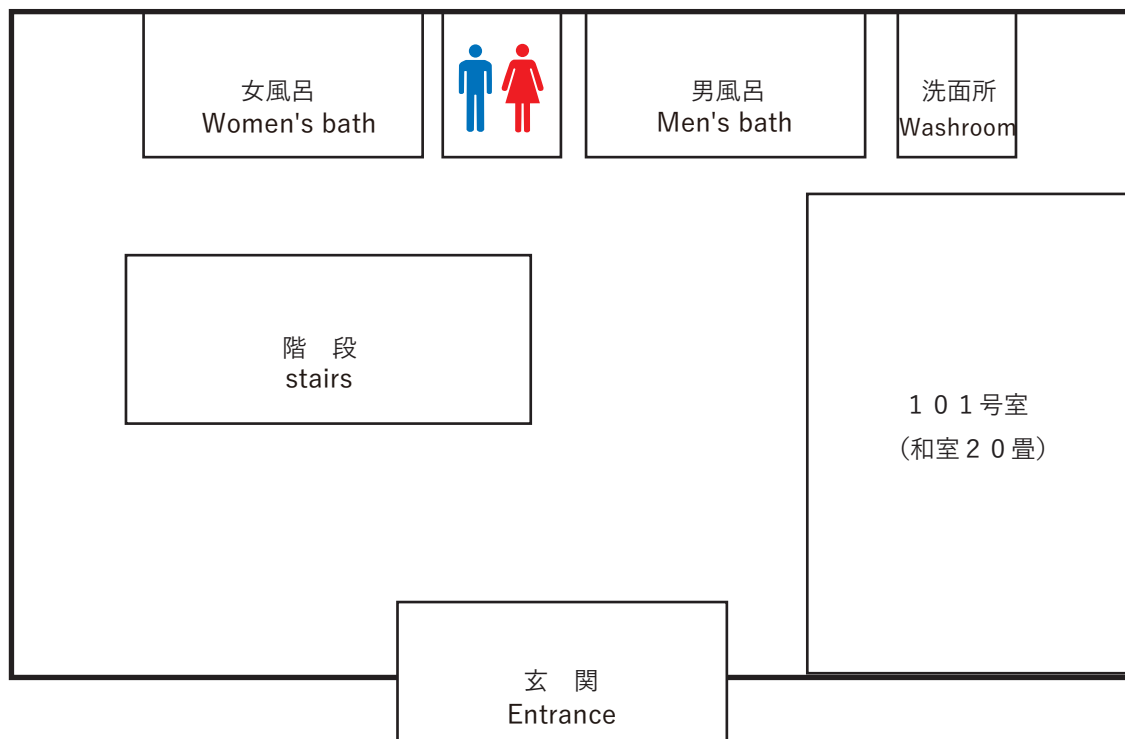 女風呂
Women's bath
男風呂
Men's bath
洗面所
Washroom
階　段
stairs
１０１号室
（和室２０畳）
玄　関
Entrance